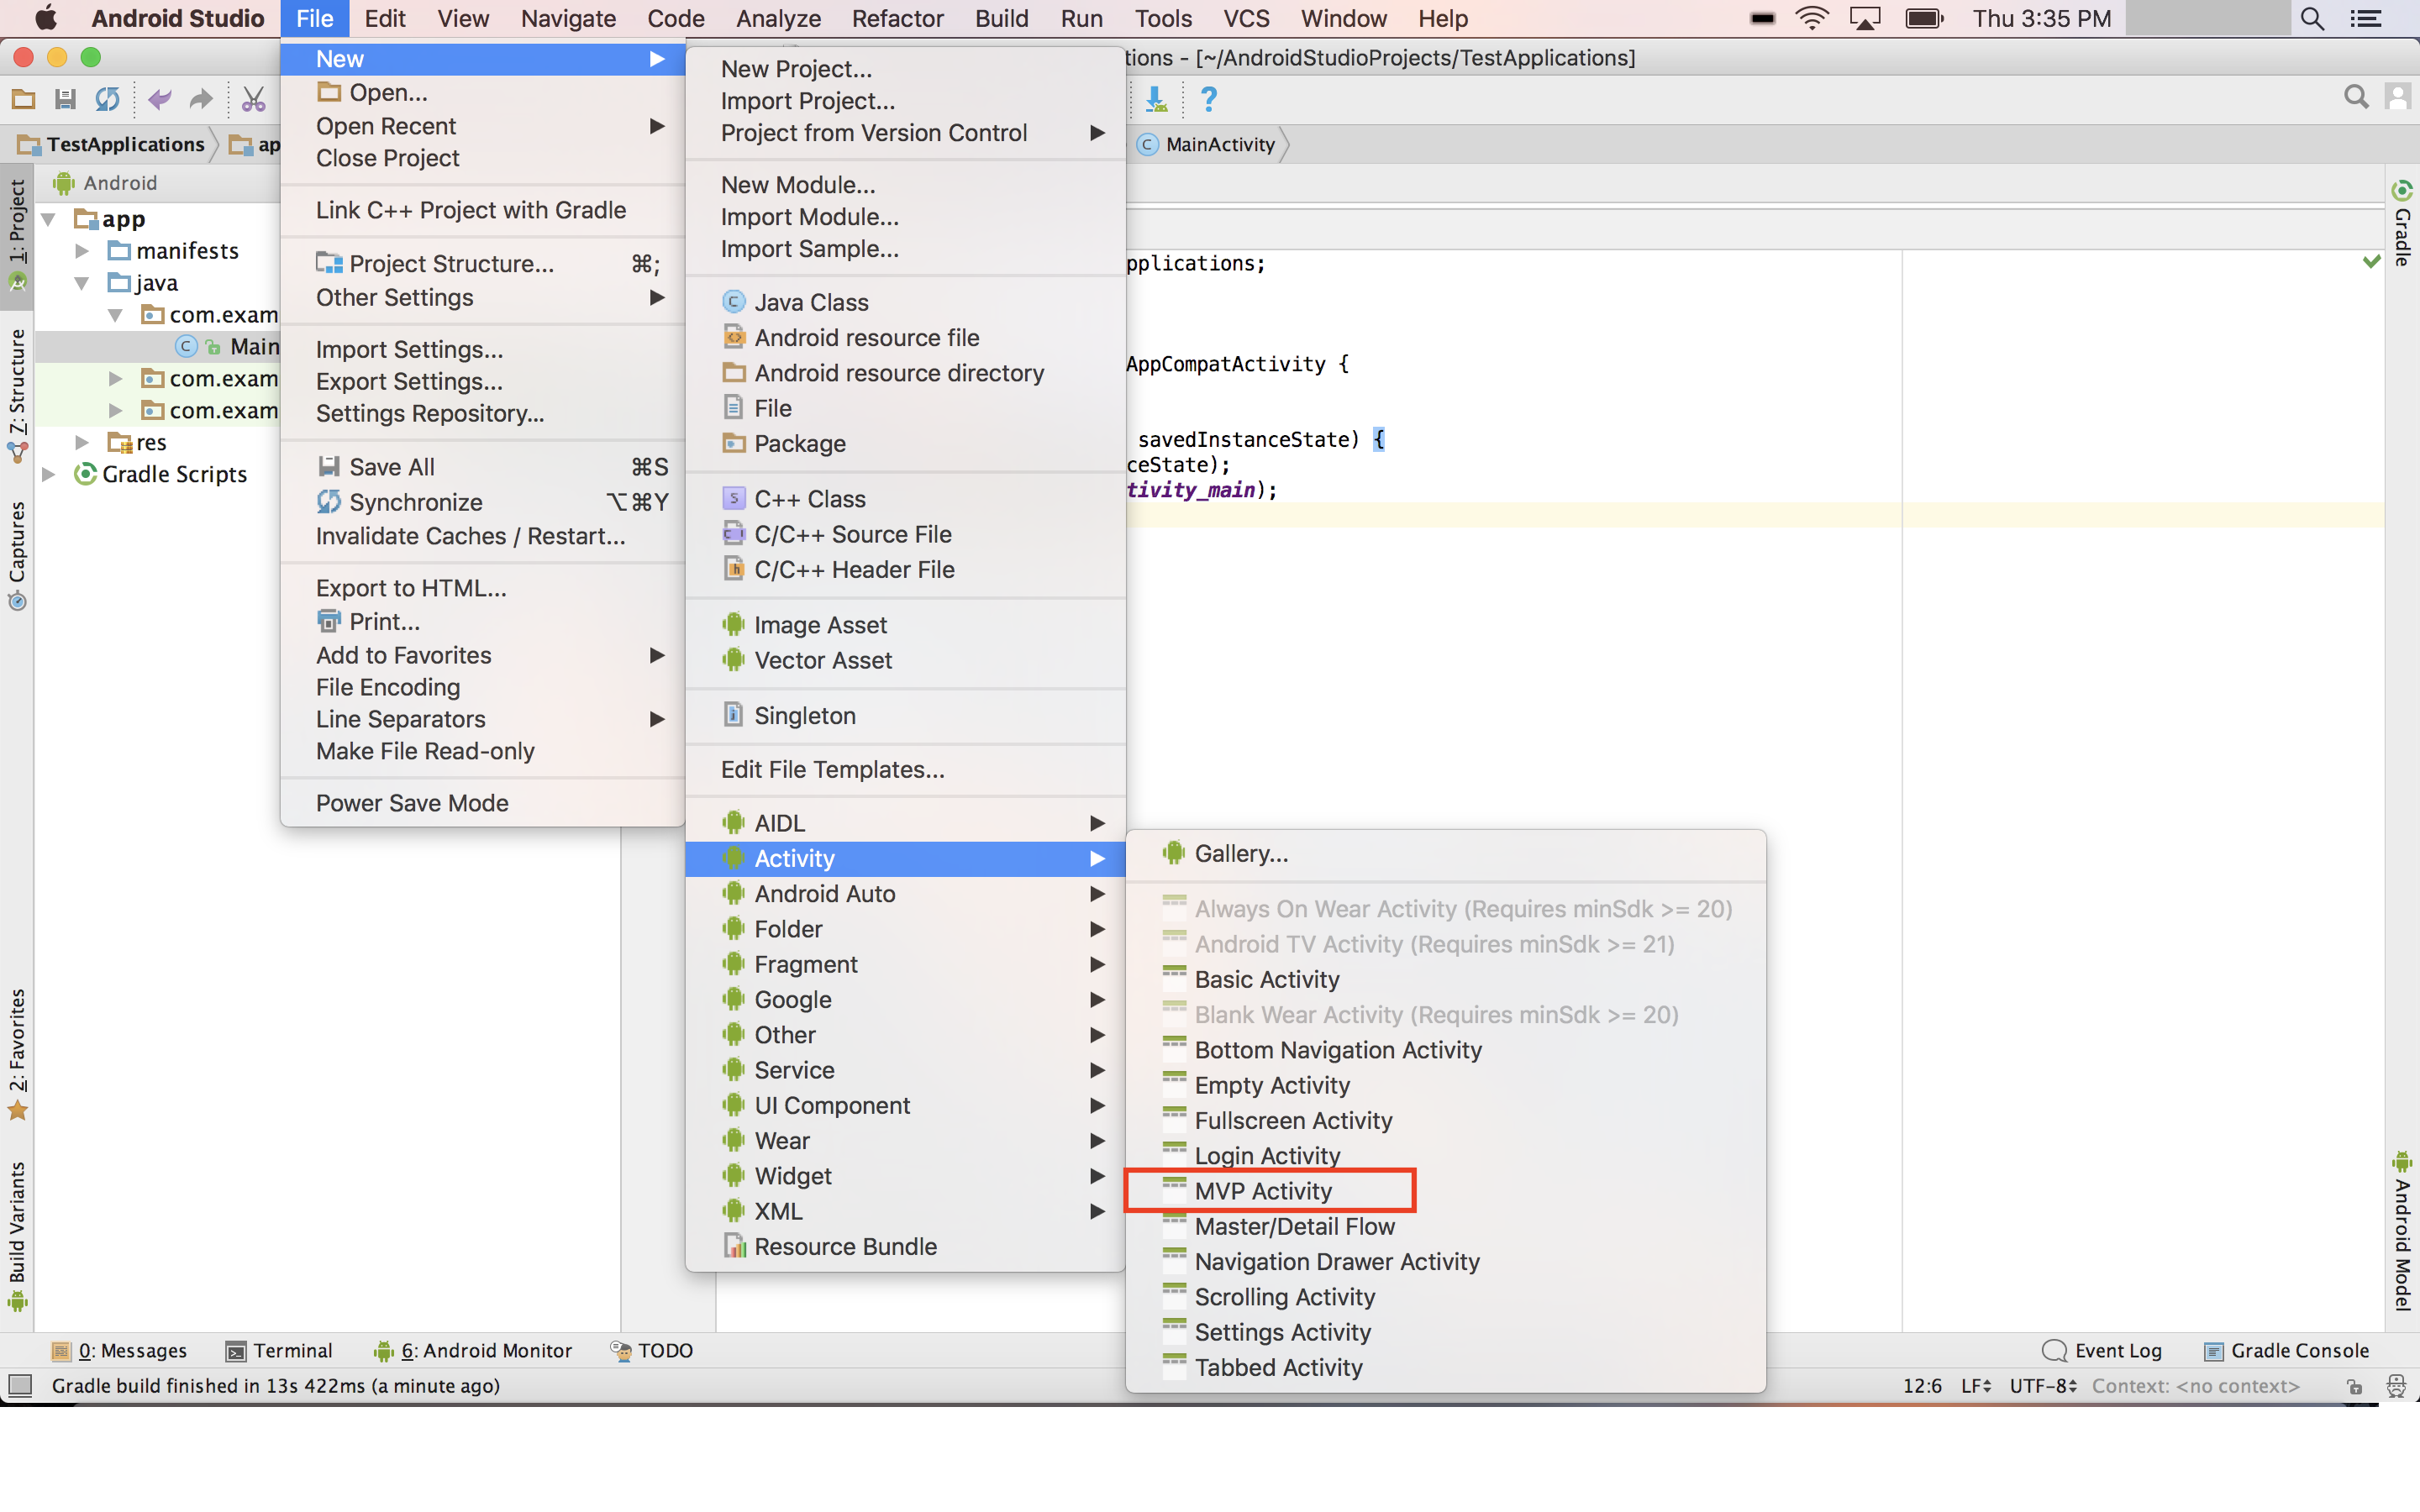 Android Studio File Edit View Navigate Code Analyze Refactor Build Run Tools VCS Window Help Thu 3:35 PM
tions - [~/AndroidStudioProjects/TestApplications]
TestApplications ap MainActivity
Android
1: Project
7: Structure
Captures
2: Favorites
Build Variants
app
manifests
java
com.exam
Main
com.exam
com.exam
res
Gradle Scripts
New
Open...
Open Recent
Close Project
Link C++ Project with Gradle
Project Structure... ⌘;
Other Settings
Import Settings...
Export Settings...
Settings Repository...
Save All ⌘S
Synchronize ⌥⌘Y
Invalidate Caches / Restart...
Export to HTML...
Print...
Add to Favorites
File Encoding
Line Separators
Make File Read-only
Power Save Mode
New Project...
Import Project...
Project from Version Control
New Module...
Import Module...
Import Sample...
Java Class
Android resource file
Android resource directory
File
Package
C++ Class
C/C++ Source File
C/C++ Header File
Image Asset
Vector Asset
Singleton
Edit File Templates...
AIDL
Activity
Android Auto
Folder
Fragment
Google
Other
Service
UI Component
Wear
Widget
XML
Resource Bundle
Gallery...
Always On Wear Activity (Requires minSdk >= 20)
Android TV Activity (Requires minSdk >= 21)
Basic Activity
Blank Wear Activity (Requires minSdk >= 20)
Bottom Navigation Activity
Empty Activity
Fullscreen Activity
Login Activity
MVP Activity
Master/Detail Flow
Navigation Drawer Activity
Scrolling Activity
Settings Activity
Tabbed Activity
pplications;
AppCompatActivity {
savedInstanceState) {
ceState);
tivity_main);
Gradle
Android Model
0: Messages Terminal 6: Android Monitor TODO Event Log Gradle Console
Gradle build finished in 13s 422ms (a minute ago) 12:6 LF UTF-8 Context: <no context>